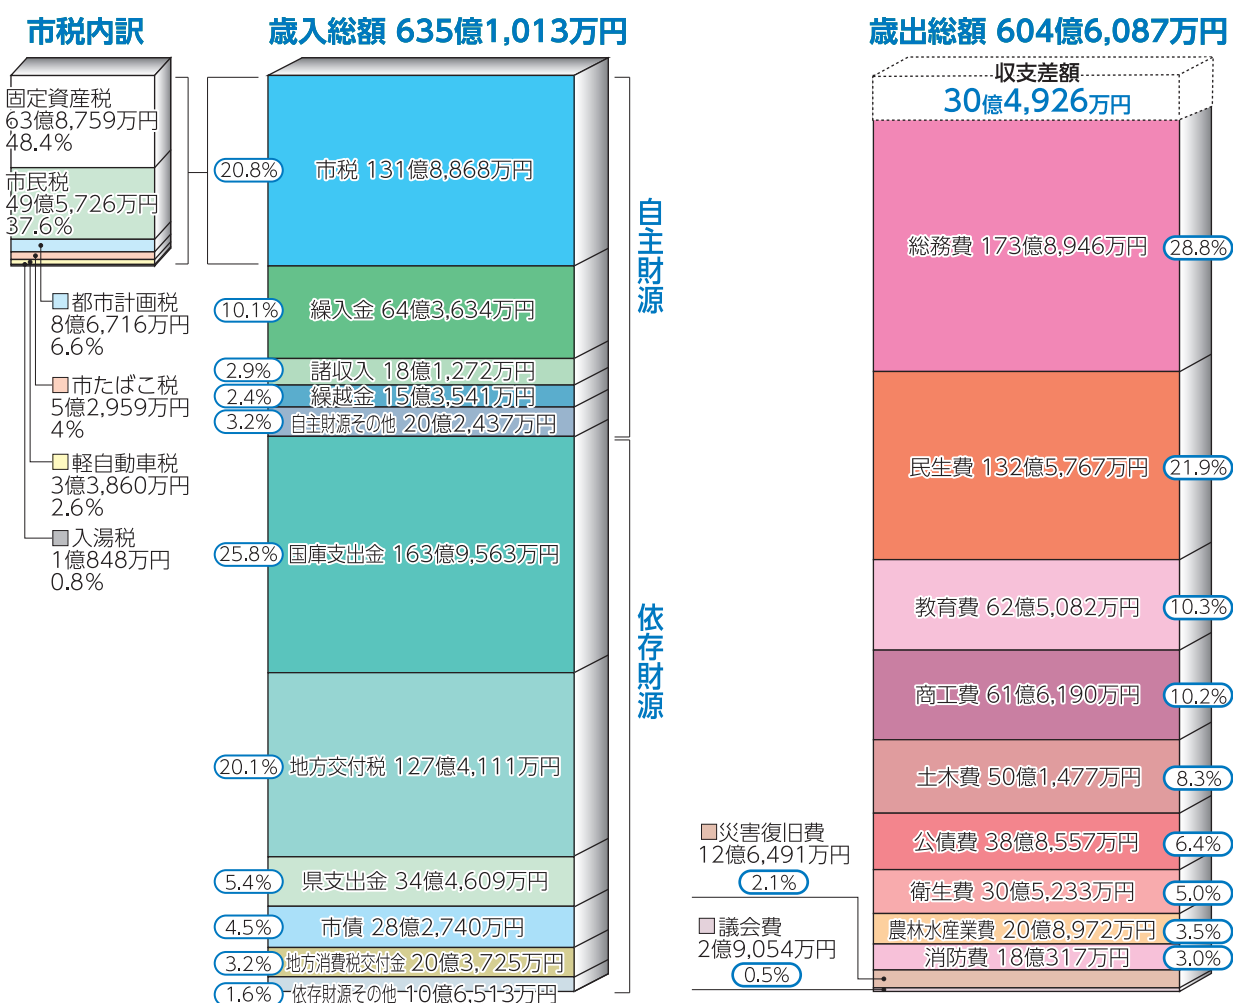 市税内訳
固定資産税
63億8,759万円
48.4%
市民税
49億5,726万円
37.6%
都市計画税
8億6,716万円
6.6%
市たばこ税
5億2,959万円
4%
軽自動車税
3億3,860万円
2.6%
入湯税
1億848万円
0.8%
歳入総額 635億1,013万円
20.8% 市税 131億8,868万円
10.1% 繰入金 64億3,634万円
2.9% 諸収入 18億1,272万円
2.4% 繰越金 15億3,541万円
3.2% 自主財源その他 20億2,437万円
25.8% 国庫支出金 163億9,563万円
20.1% 地方交付税 127億4,111万円
5.4% 県支出金 34億4,609万円
4.5% 市債 28億2,740万円
3.2% 地方消費税交付金 20億3,725万円
1.6% 依存財源その他 10億6,513万円
自主財源
依存財源
歳出総額 604億6,087万円
収支差額
30億4,926万円
総務費 173億8,946万円 28.8%
民生費 132億5,767万円 21.9%
教育費 62億5,082万円 10.3%
商工費 61億6,190万円 10.2%
土木費 50億1,477万円 8.3%
公債費 38億8,557万円 6.4%
衛生費 30億5,233万円 5.0%
農林水産業費 20億8,972万円 3.5%
消防費 18億317万円 3.0%
災害復旧費
12億6,491万円
2.1%
議会費
2億9,054万円
0.5%